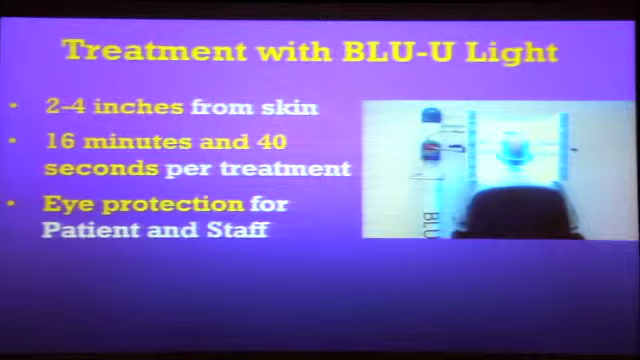 Treatment with BLU-U Light
• 2-4 inches from skin
• 16 minutes and 40
seconds per treatment
• Eye protection for
Patient and Staff
BLU